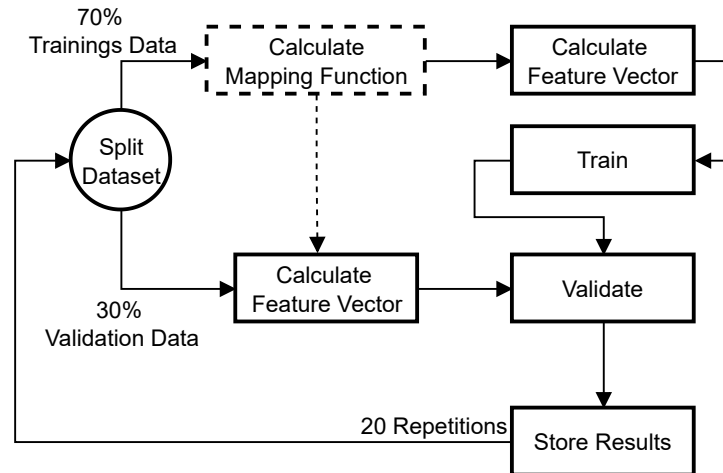 70%
Trainings Data
Calculate
Mapping Function
Calculate
Feature Vector
Split
Dataset
Train
Calculate
Feature Vector
Validate
30%
Validation Data
20 Repetitions
Store Results